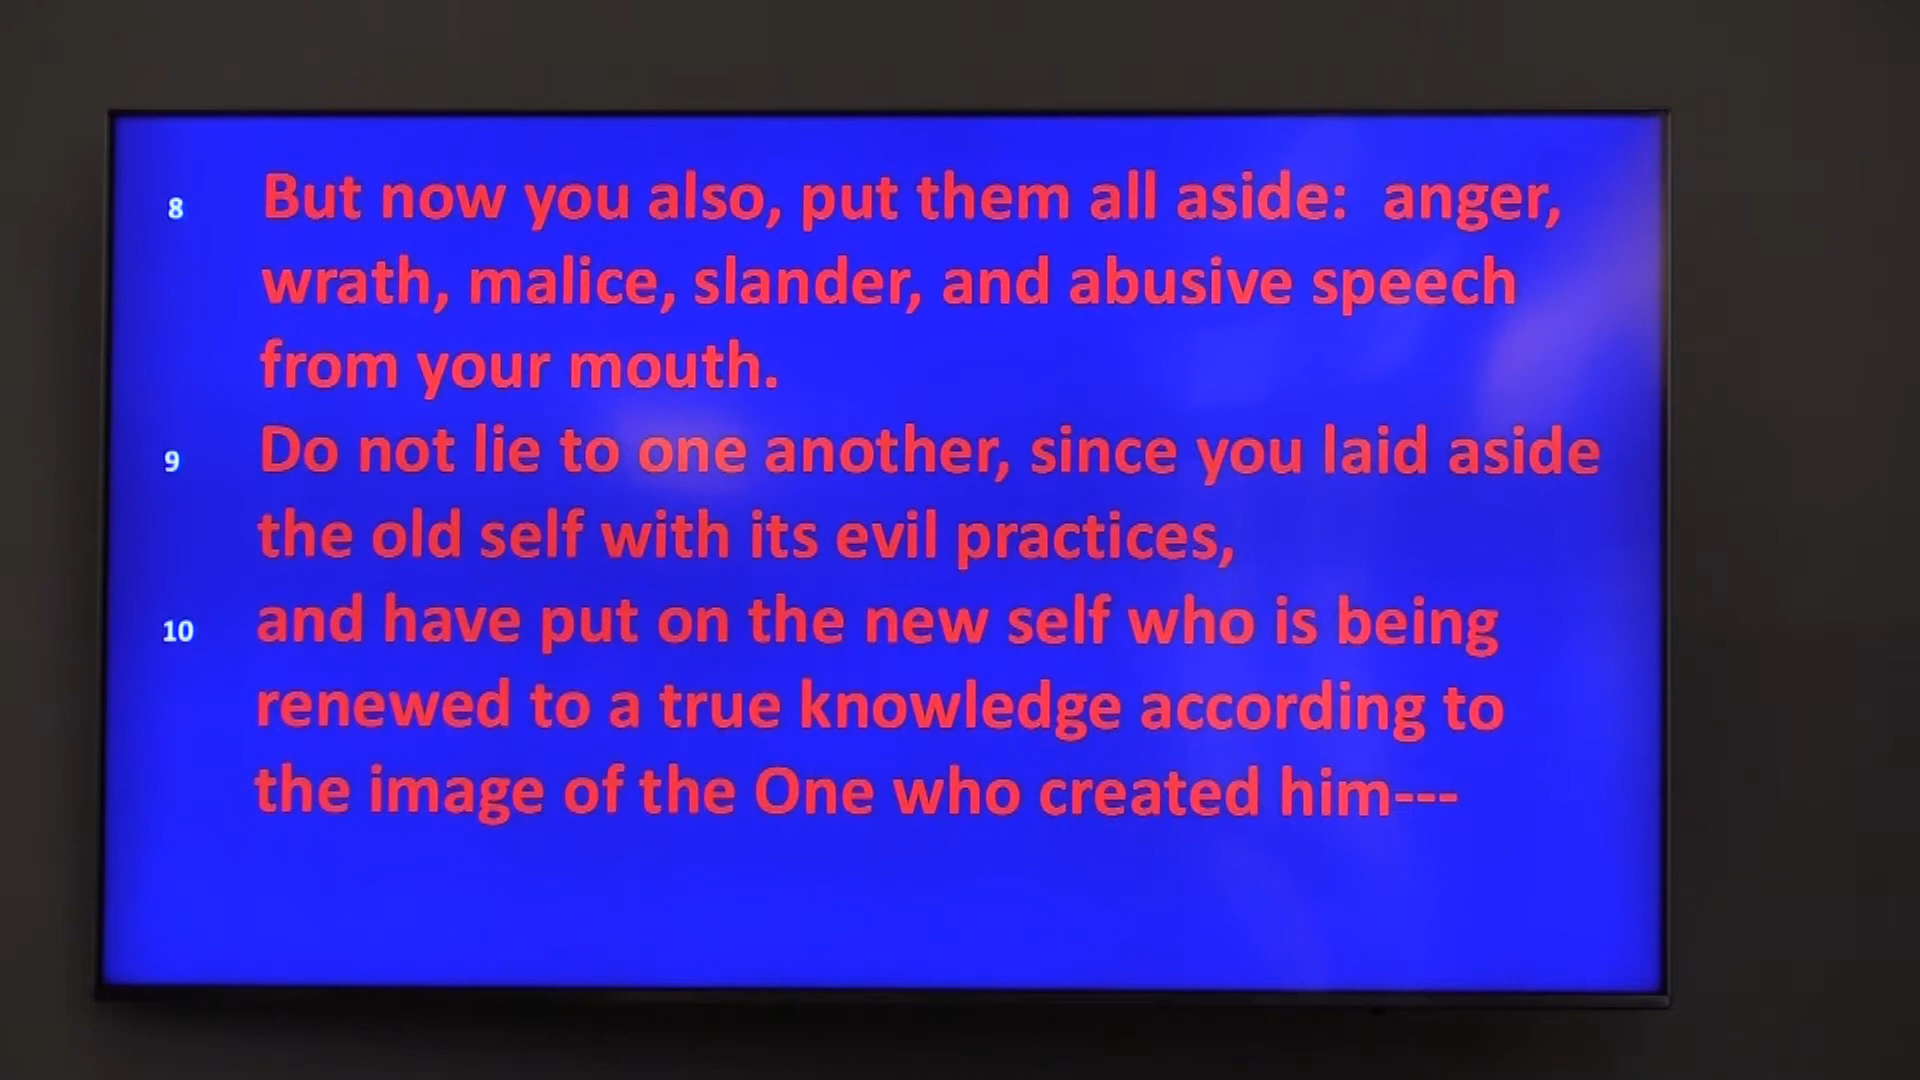 8 But now you also, put them all aside:  anger,
wrath, malice, slander, and abusive speech
from your mouth.
9 Do not lie to one another, since you laid aside
the old self with its evil practices,
10 and have put on the new self who is being
renewed to a true knowledge according to
the image of the One who created him---